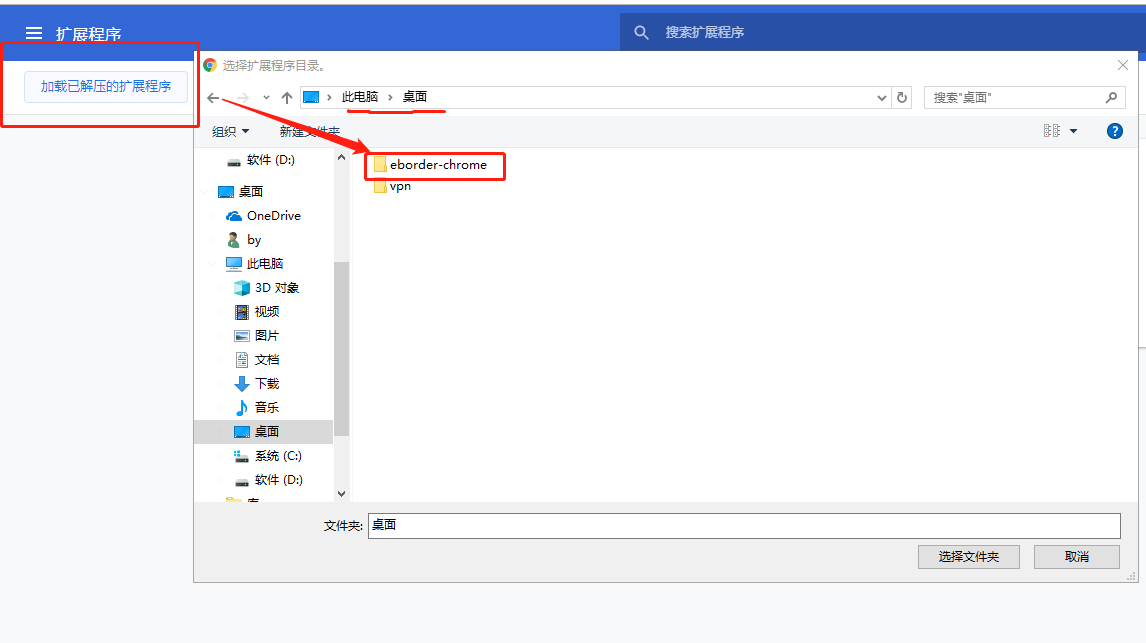 扩展程序
搜索扩展程序
加载已解压的扩展程序
选择扩展程序目录。
此电脑 > 桌面
搜索"桌面"
组织
新建文件夹
软件 (D:)
桌面
OneDrive
by
此电脑
3D 对象
视频
图片
文档
下载
音乐
桌面
系统 (C:)
软件 (D:)
eborder-chrome
vpn
文件夹:
桌面
选择文件夹
取消